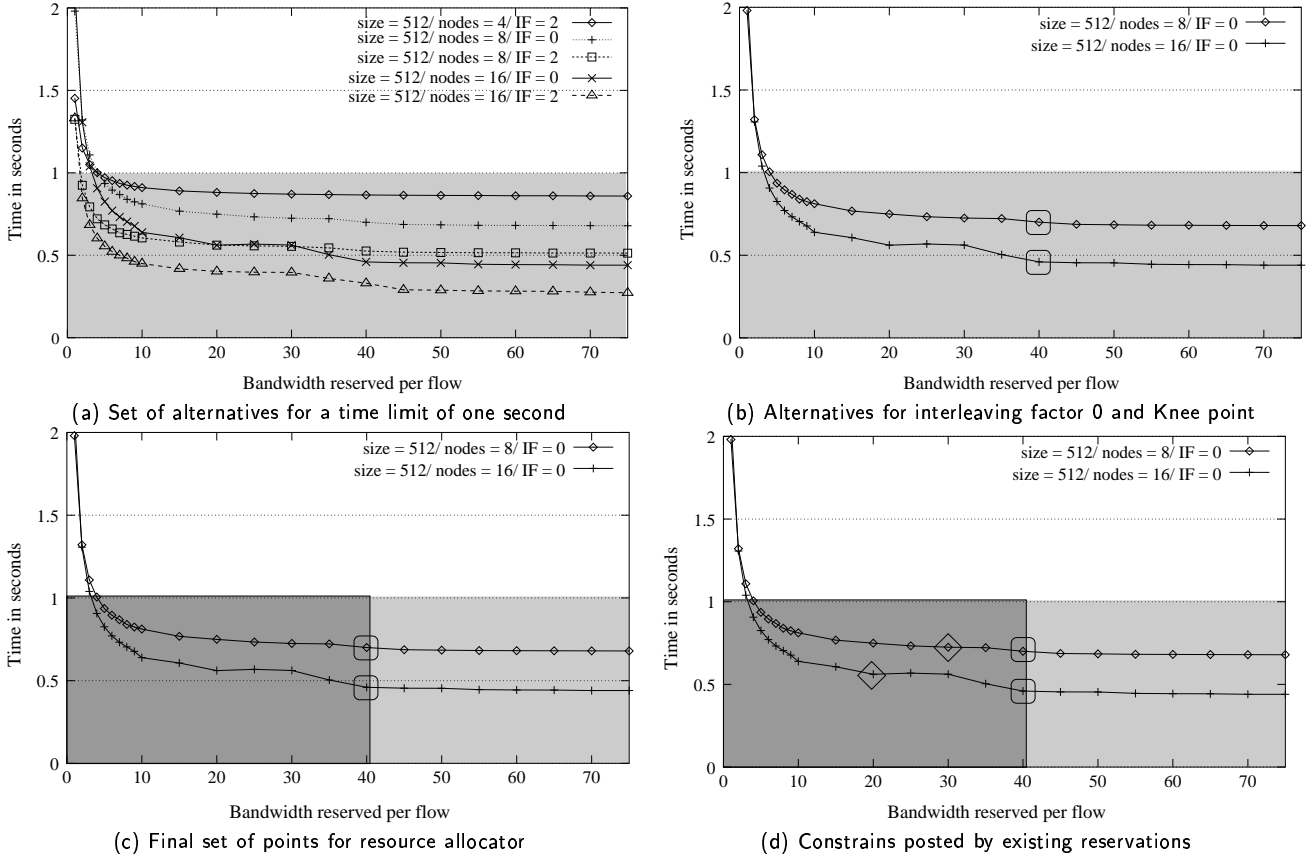 2
1.5
1
0.5
0
0 10 20 30 40 50 60 70
Time in seconds
Bandwidth reserved per flow
size = 512/ nodes = 4/ IF = 2
size = 512/ nodes = 8/ IF = 0
size = 512/ nodes = 8/ IF = 2
size = 512/ nodes = 16/ IF = 0
size = 512/ nodes = 16/ IF = 2
(a) Set of alternatives for a time limit of one second
2
1.5
1
0.5
0
0 10 20 30 40 50 60 70
Time in seconds
Bandwidth reserved per flow
size = 512/ nodes = 8/ IF = 0
size = 512/ nodes = 16/ IF = 0
(b) Alternatives for interleaving factor 0 and Knee point
2
1.5
1
0.5
0
0 10 20 30 40 50 60 70
Time in seconds
Bandwidth reserved per flow
size = 512/ nodes = 8/ IF = 0
size = 512/ nodes = 16/ IF = 0
(c) Final set of points for resource allocator
2
1.5
1
0.5
0
0 10 20 30 40 50 60 70
Time in seconds
Bandwidth reserved per flow
size = 512/ nodes = 8/ IF = 0
size = 512/ nodes = 16/ IF = 0
(d) Constrains posted by existing reservations